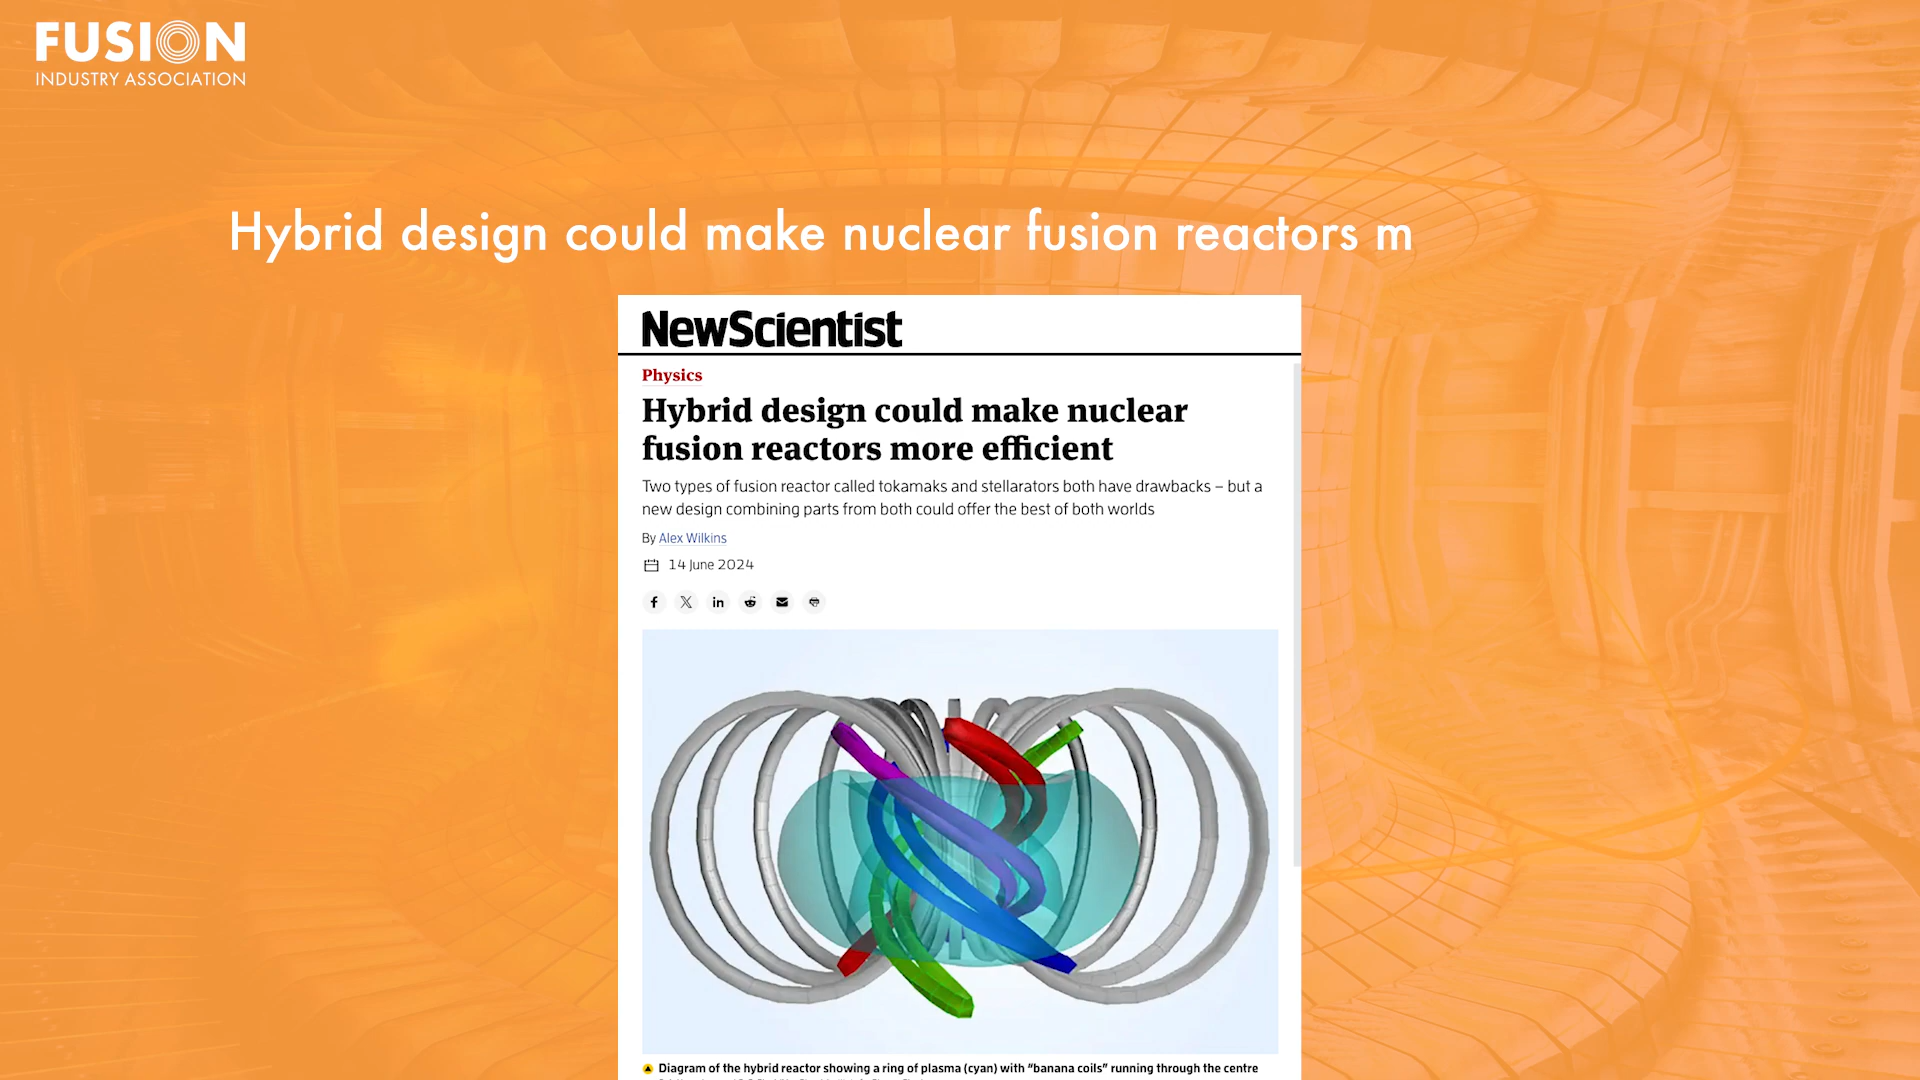 FUSION
INDUSTRY ASSOCIATION
Hybrid design could make nuclear fusion reactors m
NewScientist
Physics
Hybrid design could make nuclear
fusion reactors more efficient
Two types of fusion reactor called tokamaks and stellarators both have drawbacks – but a
new design combining parts from both could offer the best of both worlds
By Alex Wilkins
14 June 2024
Diagram of the hybrid reactor showing a ring of plasma (cyan) with “banana coils” running through the centre